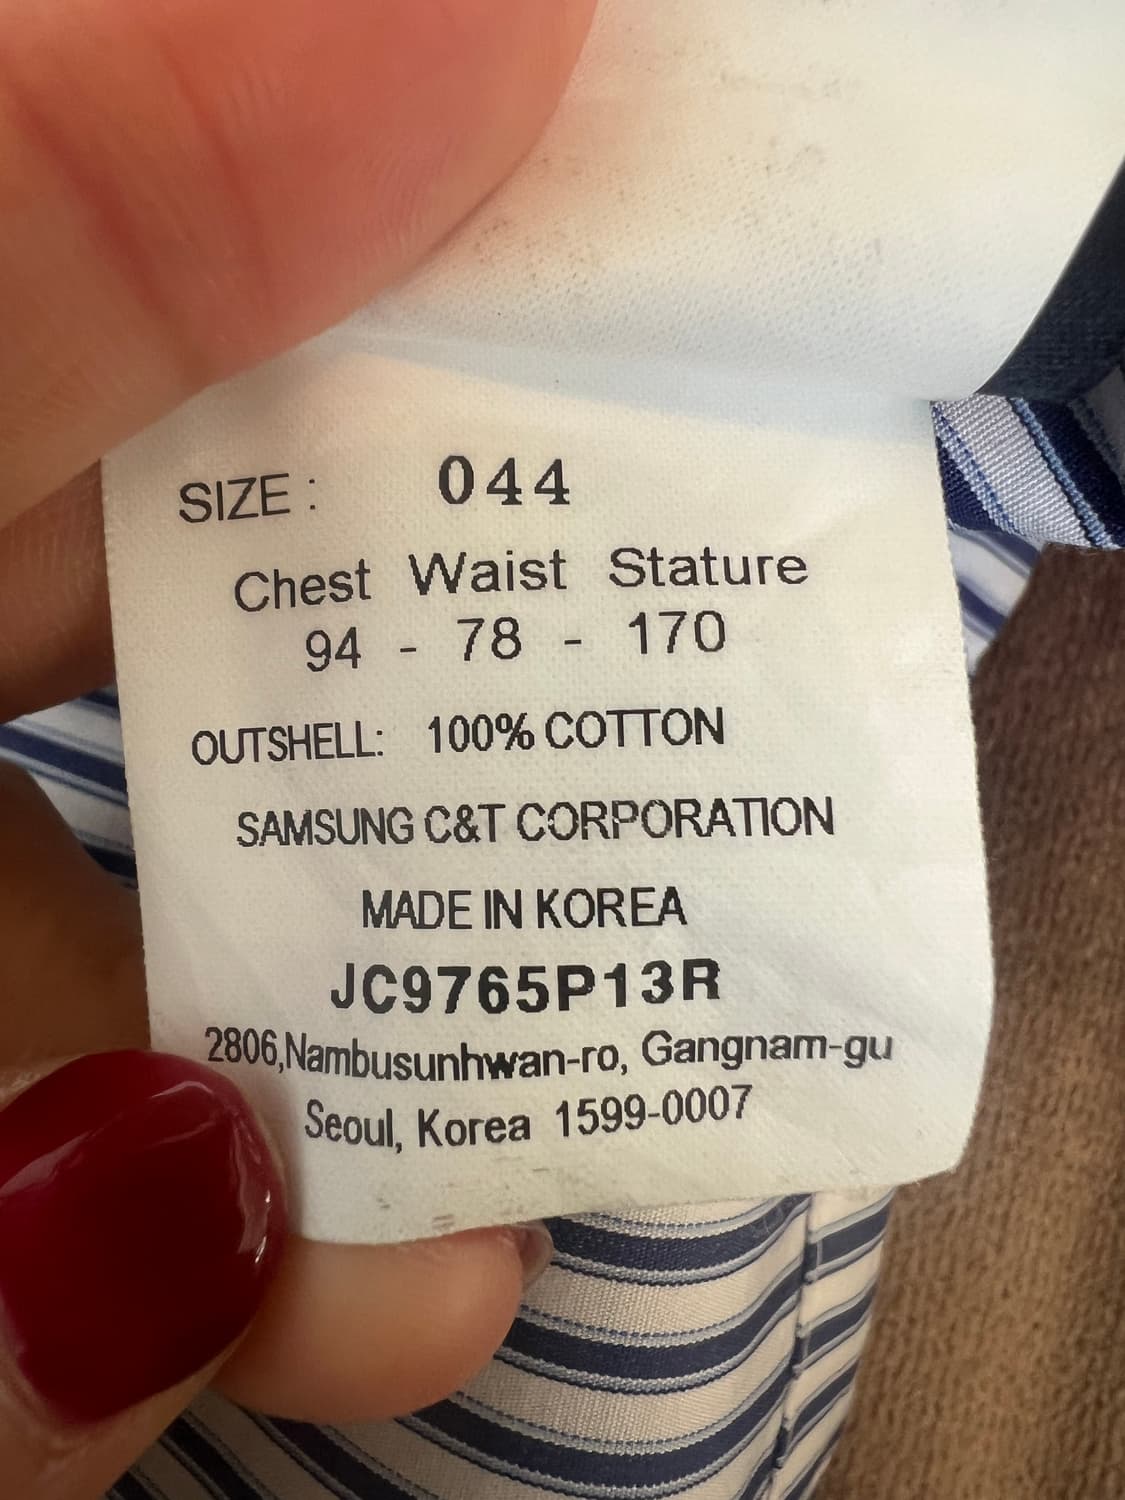 SIZE : 044
Chest Waist Stature
94 - 78 - 170
OUTSHELL: 100% COTTON
SAMSUNG C&T CORPORATION
MADE IN KOREA
JC9765P13R
2806,Nambusunhwan-ro, Gangnam-gu
Seoul, Korea 1599-0007